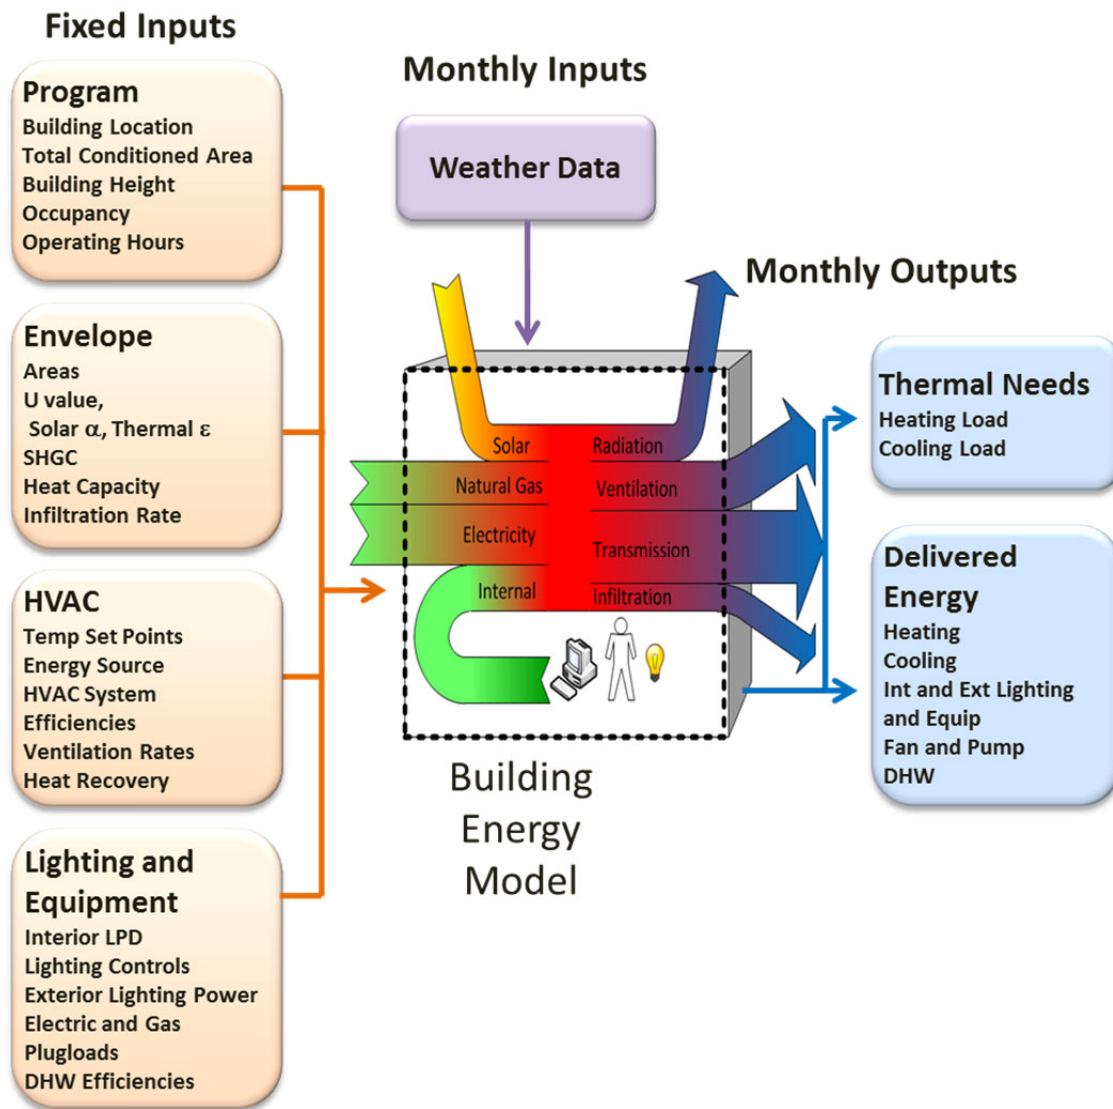 Fixed Inputs
Program
Building Location
Total Conditioned Area
Building Height
Occupancy
Operating Hours
Envelope
Areas
U value,
Solar α, Thermal ε
SHGC
Heat Capacity
Infiltration Rate
HVAC
Temp Set Points
Energy Source
HVAC System
Efficiencies
Ventilation Rates
Heat Recovery
Lighting and
Equipment
Interior LPD
Lighting Controls
Exterior Lighting Power
Electric and Gas
Plugloads
DHW Efficiencies
Monthly Inputs
Weather Data
Solar
Radiation
Natural Gas
Ventilation
Electricity
Transmission
Internal
Infiltration
Building
Energy
Model
Monthly Outputs
Thermal Needs
Heating Load
Cooling Load
Delivered
Energy
Heating
Cooling
Int and Ext Lighting
and Equip
Fan and Pump
DHW